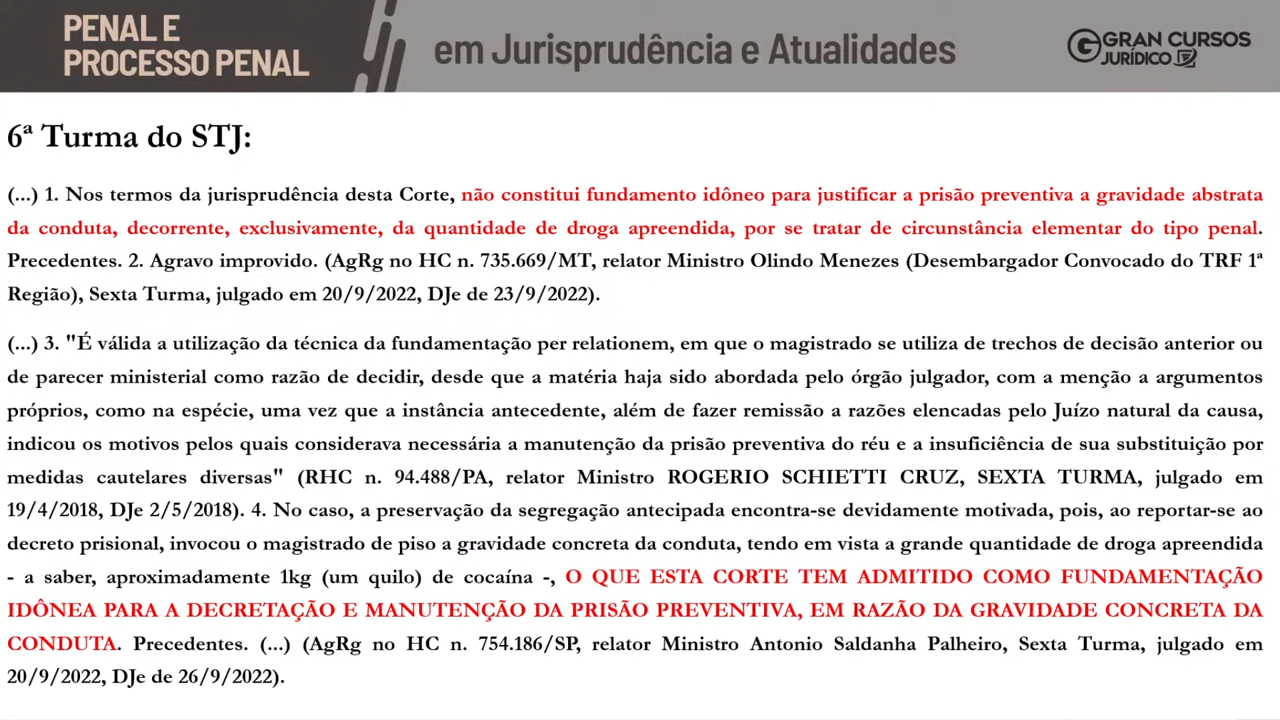 PENAL E
PROCESSO PENAL
em Jurisprudência e Atualidades
GRAN CURSOS
JURÍDICO
6ª Turma do STJ:
(...) 1. Nos termos da jurisprudência desta Corte, não constitui fundamento idôneo para justificar a prisão preventiva a gravidade abstrata
da conduta, decorrente, exclusivamente, da quantidade de droga apreendida, por se tratar de circunstância elementar do tipo penal.
Precedentes. 2. Agravo improvido. (AgRg no HC n. 735.669/MT, relator Ministro Olindo Menezes (Desembargador Convocado do TRF 1ª
Região), Sexta Turma, julgado em 20/9/2022, DJe de 23/9/2022).
(...) 3. "É válida a utilização da técnica da fundamentação per relationem, em que o magistrado se utiliza de trechos de decisão anterior ou
de parecer ministerial como razão de decidir, desde que a matéria haja sido abordada pelo órgão julgador, com a menção a argumentos
próprios, como na espécie, uma vez que a instância antecedente, além de fazer remissão a razões elencadas pelo Juízo natural da causa,
indicou os motivos pelos quais considerava necessária a manutenção da prisão preventiva do réu e a insuficiência de sua substituição por
medidas cautelares diversas" (RHC n. 94.488/PA, relator Ministro ROGERIO SCHIETTI CRUZ, SEXTA TURMA, julgado em
19/4/2018, DJe 2/5/2018). 4. No caso, a preservação da segregação antecipada encontra-se devidamente motivada, pois, ao reportar-se ao
decreto prisional, invocou o magistrado de piso a gravidade concreta da conduta, tendo em vista a grande quantidade de droga apreendida
- a saber, aproximadamente 1kg (um quilo) de cocaína -, O QUE ESTA CORTE TEM ADMITIDO COMO FUNDAMENTAÇÃO
IDÔNEA PARA A DECRETAÇÃO E MANUTENÇÃO DA PRISÃO PREVENTIVA, EM RAZÃO DA GRAVIDADE CONCRETA DA
CONDUTA. Precedentes. (...) (AgRg no HC n. 754.186/SP, relator Ministro Antonio Saldanha Palheiro, Sexta Turma, julgado em
20/9/2022, DJe de 26/9/2022).